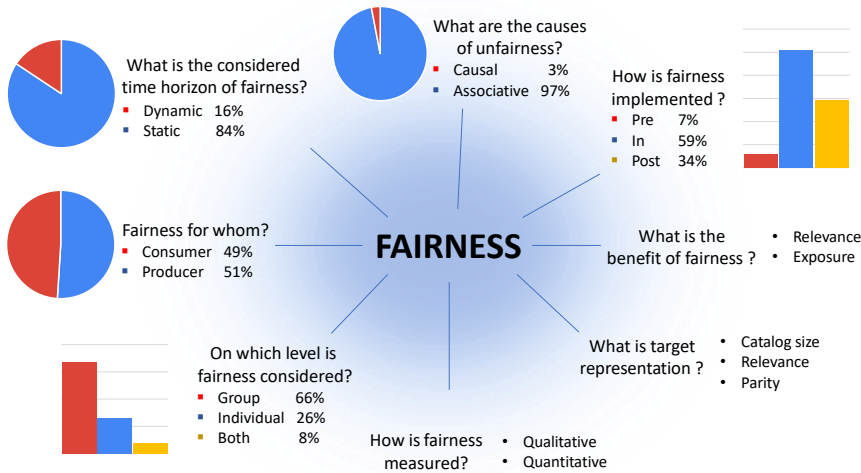 What are the causes
of unfairness?
Causal 3%
Associative 97%
What is the considered
time horizon of fairness?
Dynamic 16%
Static 84%
How is fairness
implemented ?
Pre 7%
In 59%
Post 34%
Fairness for whom?
Consumer 49%
Producer 51%
FAIRNESS
What is the
benefit of fairness ?
• Relevance
• Exposure
On which level is
fairness considered?
Group 66%
Individual 26%
Both 8%
What is target
representation ?
• Catalog size
• Relevance
• Parity
How is fairness
measured?
• Qualitative
• Quantitative